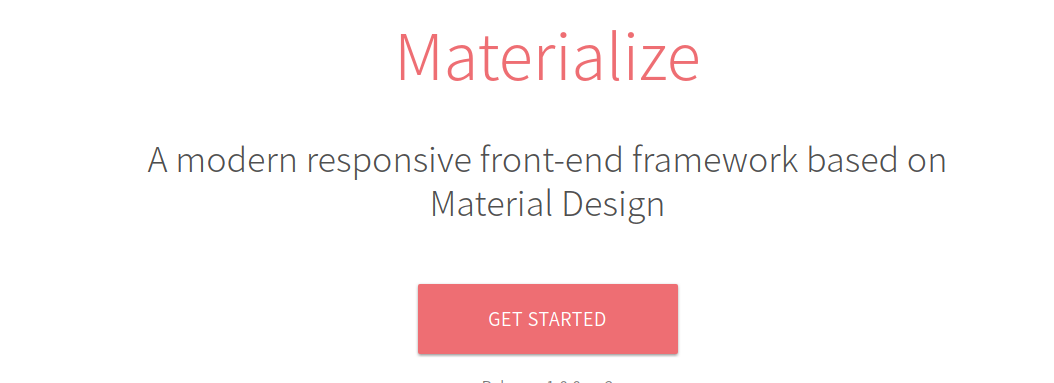 Materialize
A modern responsive front-end framework based on
Material Design
GET STARTED